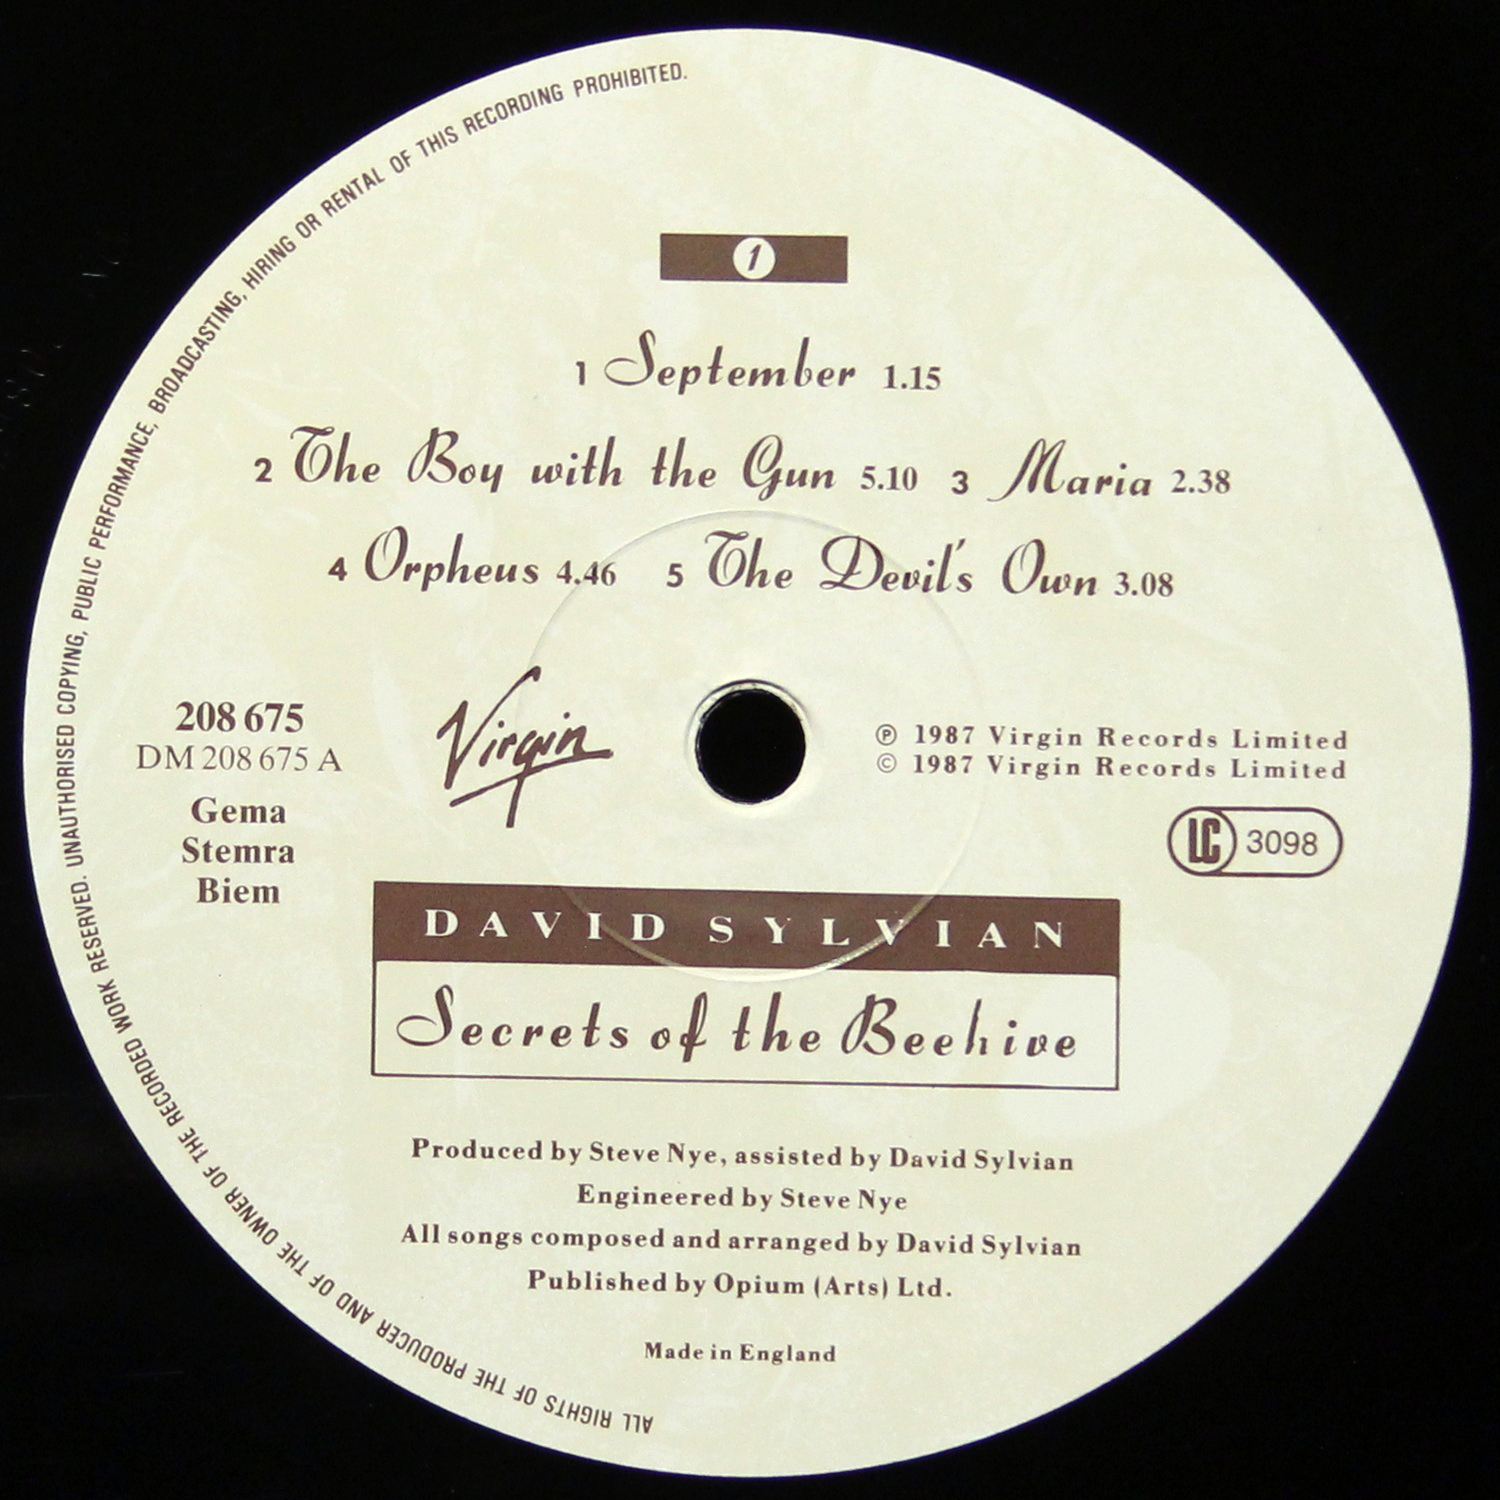 ALL RIGHTS OF THE PRODUCER AND OF THE OWNER OF THE RECORDED WORK RESERVED. UNAUTHORISED COPYING, PUBLIC PERFORMANCE, BROADCASTING, HIRING OR RENTAL OF THIS RECORDING PROHIBITED.
1
1 September 1.15
2 The Boy with the Gun 5.10 3 Maria 2.38
4 Orpheus 4.46 5 The Devil's Own 3.08
208 675
DM 208 675 A
Gema
Stemra
Biem
Virgin
℗ 1987 Virgin Records Limited
© 1987 Virgin Records Limited
LC 3098
DAVID SYLVIAN
Secrets of the Beehive
Produced by Steve Nye, assisted by David Sylvian
Engineered by Steve Nye
All songs composed and arranged by David Sylvian
Published by Opium (Arts) Ltd.
Made in England